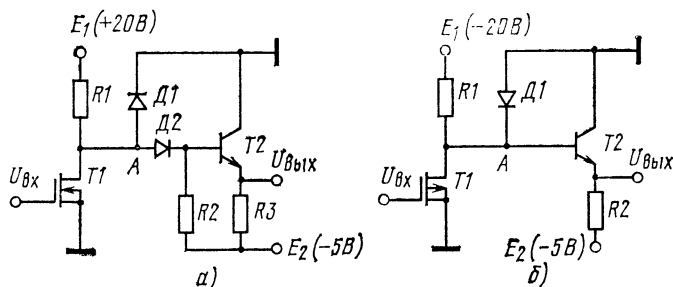 E1 (+20В)
R1
Д1
Д2
T2
A
Uвх
T1
Uвых
R2
R3
E2 (−5В)
а)
E1 (−20В)
R1
Д1
T2
A
Uвх
T1
Uвых
R2
E2 (−5В)
б)